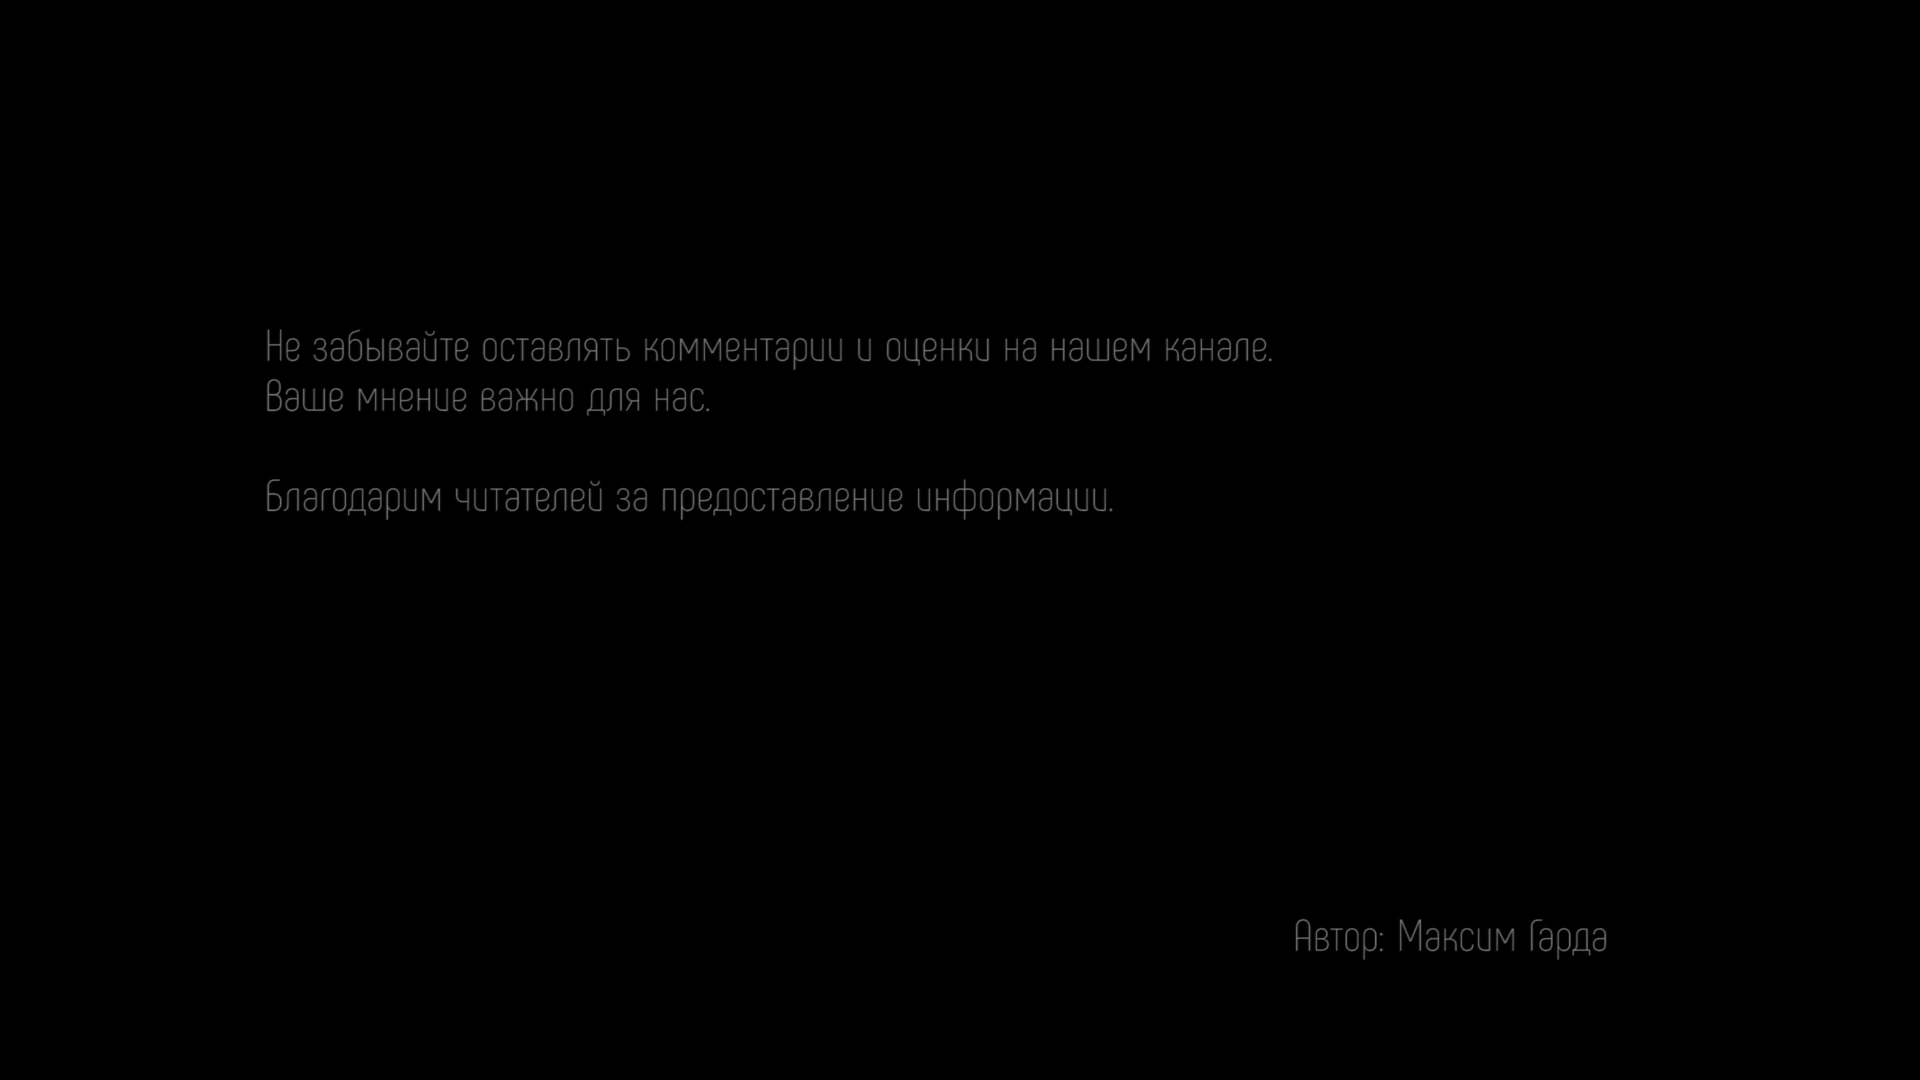 Не забывайте оставлять комментарии и оценки на нашем канале.
Ваше мнение важно для нас.
Благодарим читателей за предоставление информации.
Автор: Максим Гарда